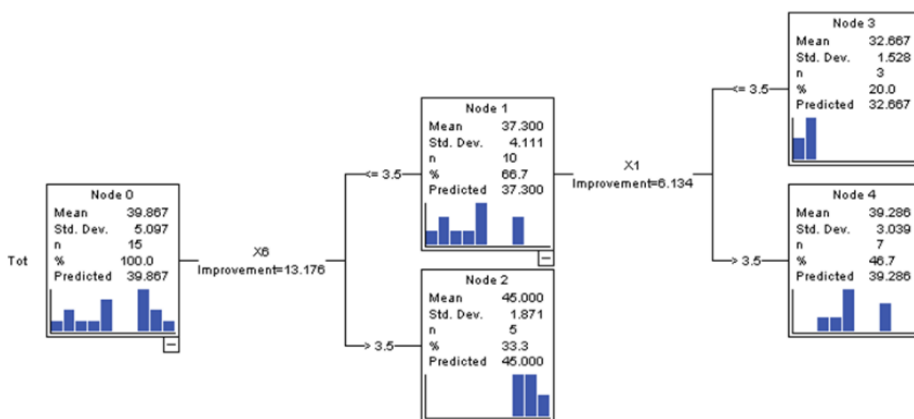 Tot
Node 0
Mean 39.867
Std. Dev. 5.097
n 15
% 100.0
Predicted 39.867
X6
Improvement=13.176
<= 3.5
Node 1
Mean 37.300
Std. Dev. 4.111
n 10
% 66.7
Predicted 37.300
> 3.5
Node 2
Mean 45.000
Std. Dev. 1.871
n 5
% 33.3
Predicted 45.000
X1
Improvement=6.134
<= 3.5
Node 3
Mean 32.667
Std. Dev. 1.528
n 3
% 20.0
Predicted 32.667
> 3.5
Node 4
Mean 39.286
Std. Dev. 3.039
n 7
% 46.7
Predicted 39.286